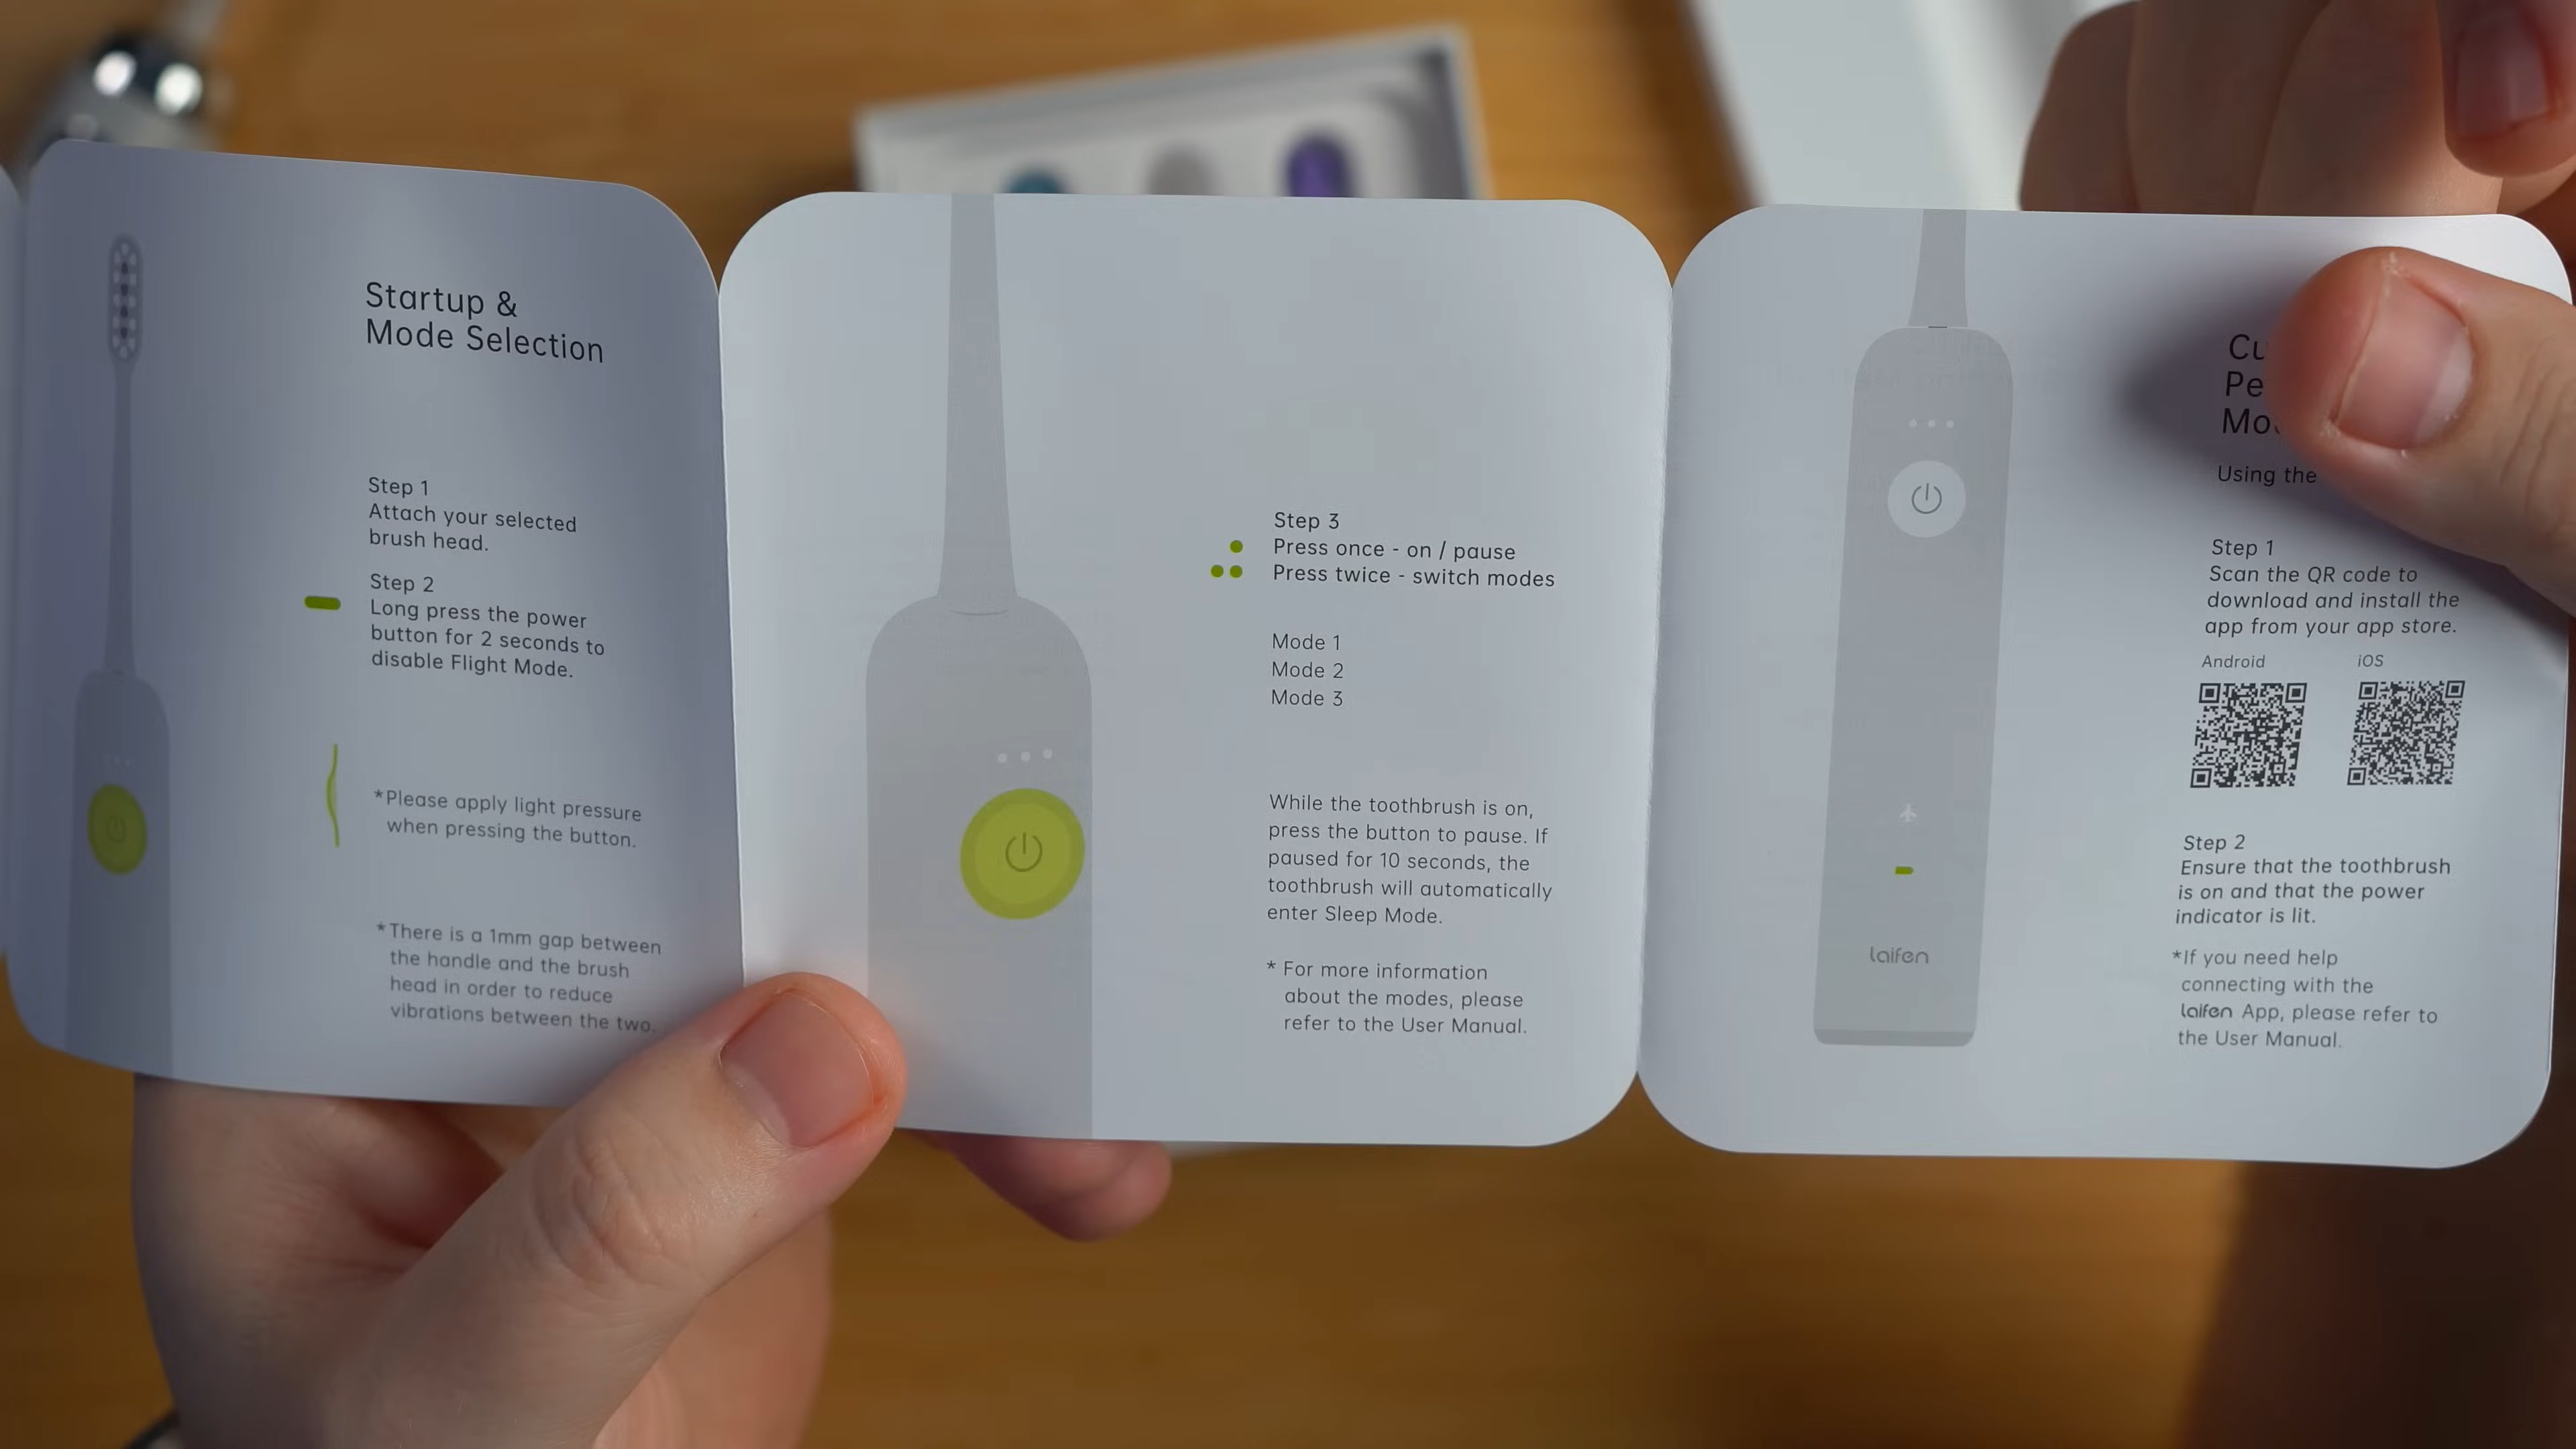 Startup &
Mode Selection
Step 1
Attach your selected
brush head.
Step 2
Long press the power
button for 2 seconds to
disable Flight Mode.
*Please apply light pressure
when pressing the button.
*There is a 1mm gap between
the handle and the brush
head in order to reduce
vibrations between the two.
Step 3
Press once - on / pause
Press twice - switch modes
Mode 1
Mode 2
Mode 3
While the toothbrush is on,
press the button to pause. If
paused for 10 seconds, the
toothbrush will automatically
enter Sleep Mode.
* For more information
about the modes, please
refer to the User Manual.
laifen
Using the
Step 1
Scan the QR code to
download and install the
app from your app store.
Android
iOS
Step 2
Ensure that the toothbrush
is on and that the power
indicator is lit.
*If you need help
connecting with the
laifen App, please refer to
the User Manual.